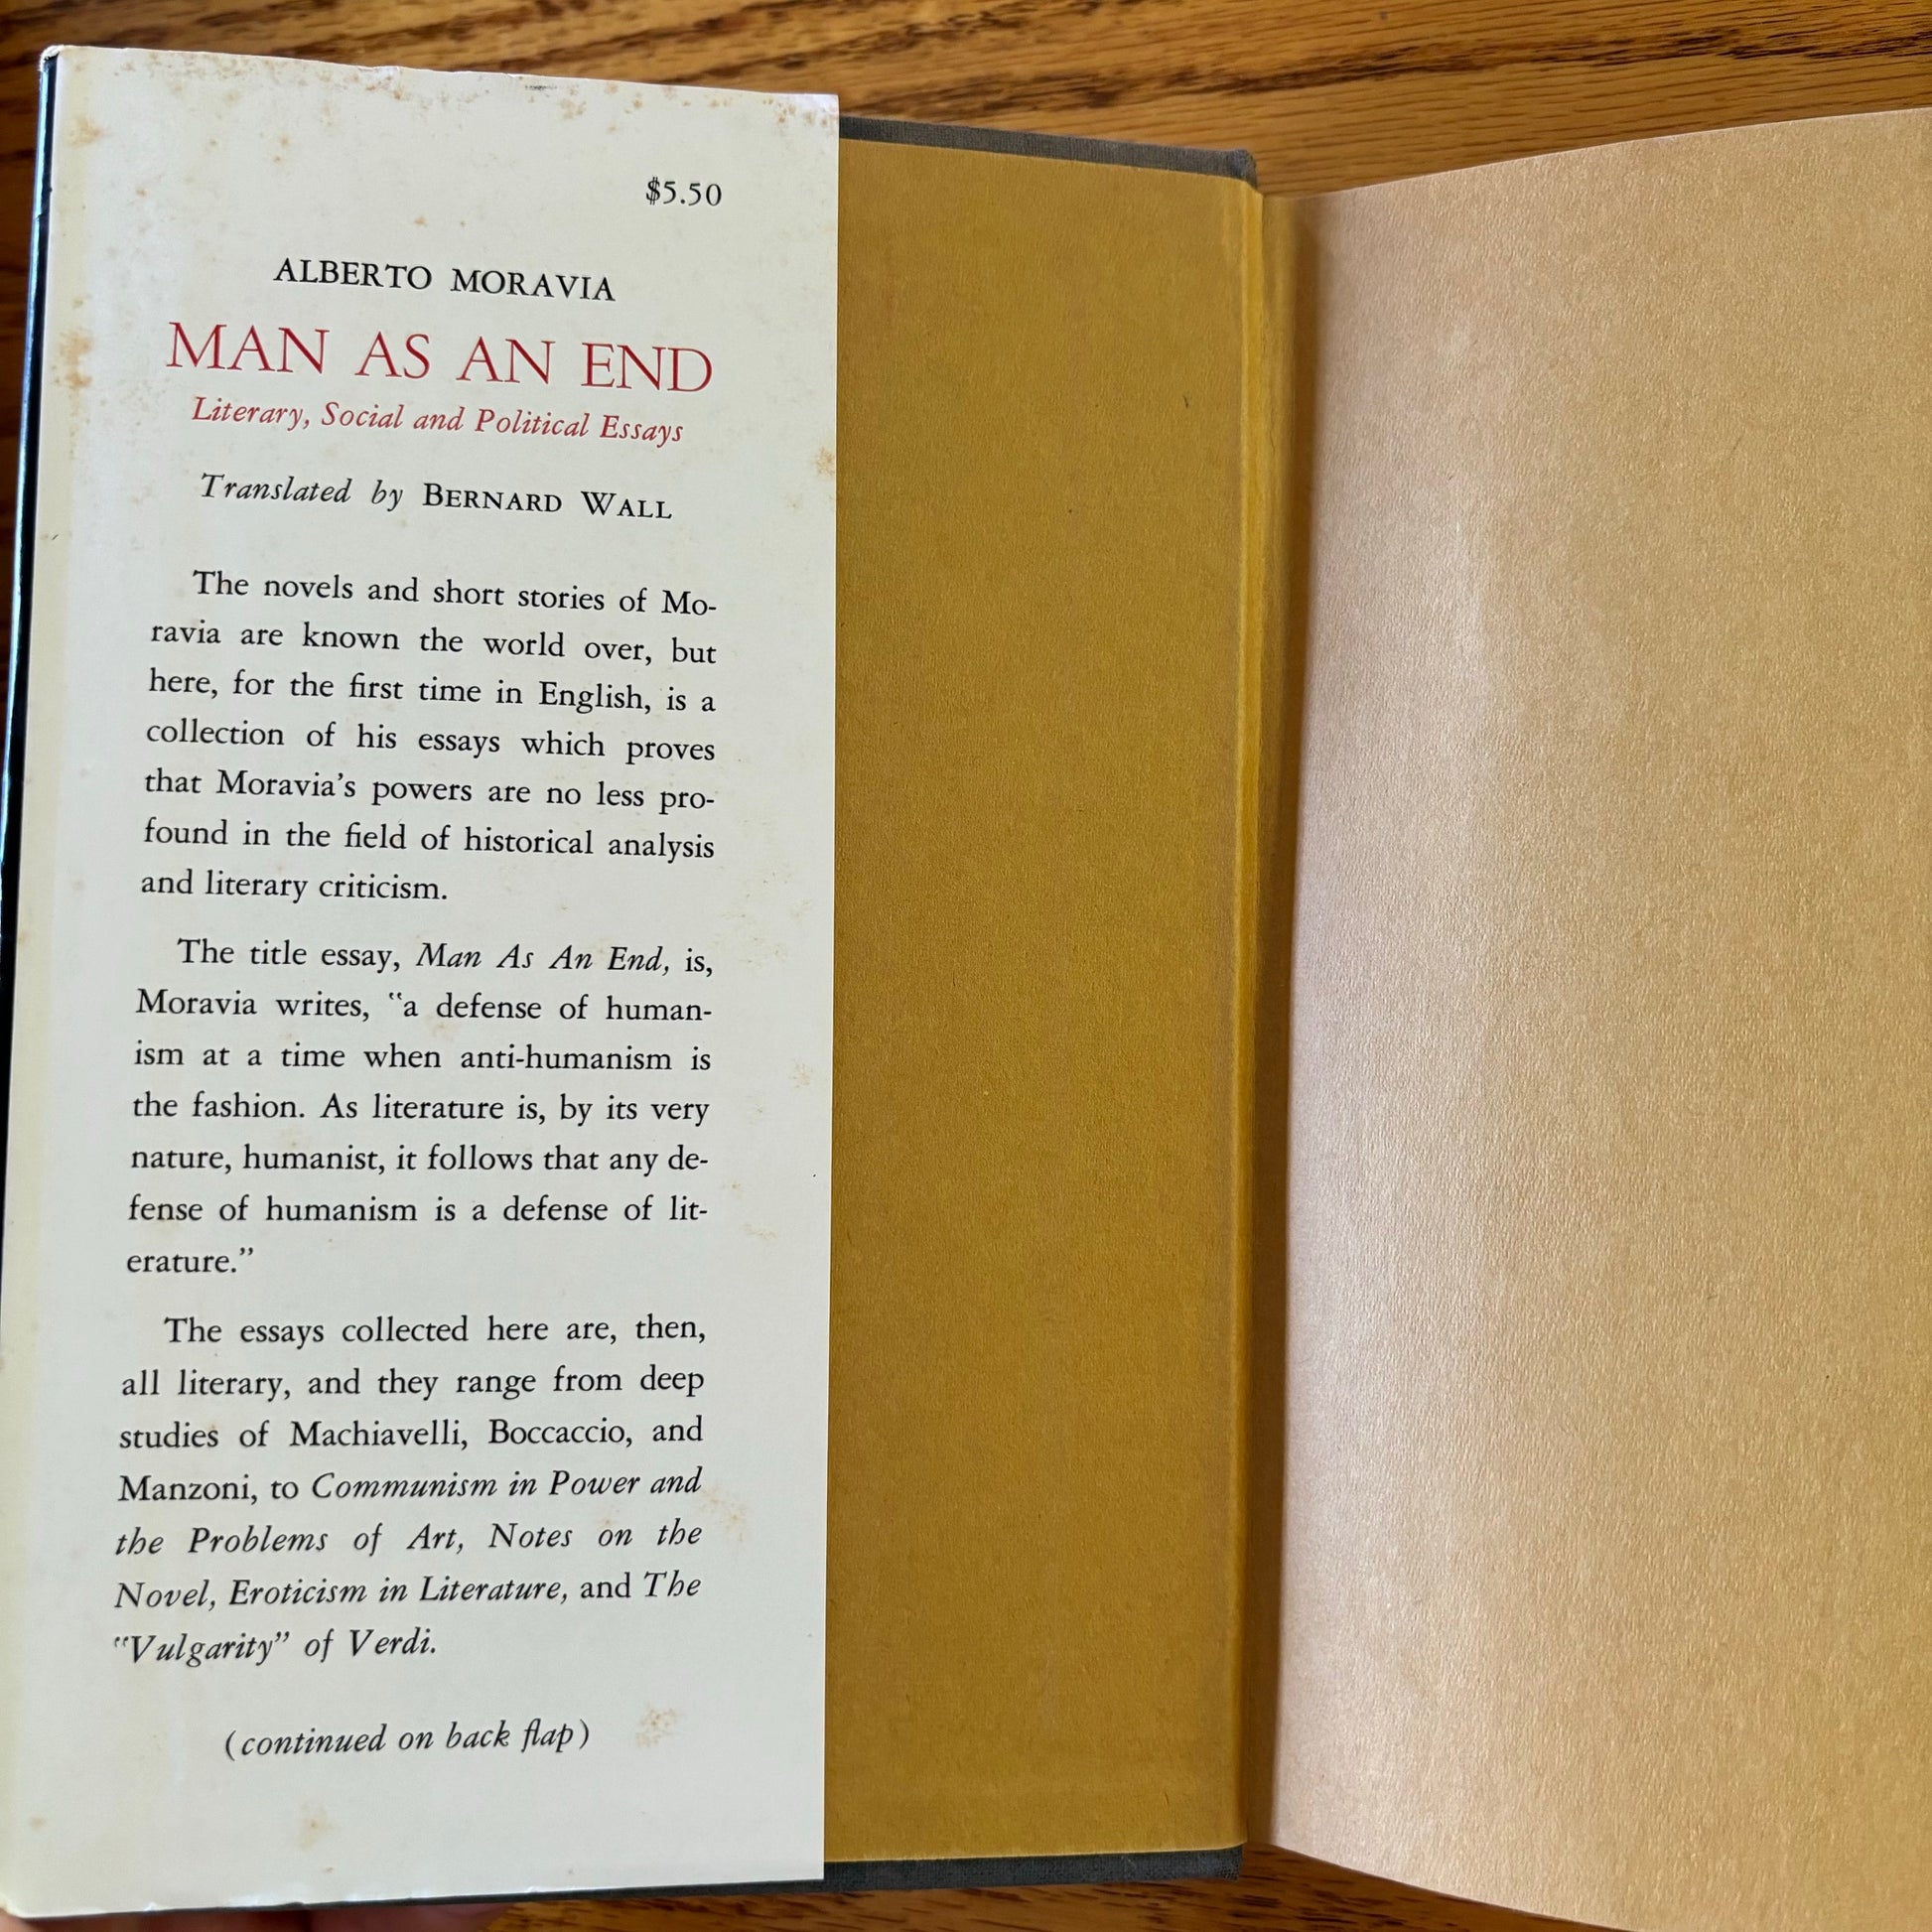 $5.50
ALBERTO MORAVIA
MAN AS AN END
Literary, Social and Political Essays
Translated by BERNARD WALL
The novels and short stories of Mo-
ravia are known the world over, but
here, for the first time in English, is a
collection of his essays which proves
that Moravia’s powers are no less pro-
found in the field of historical analysis
and literary criticism.
The title essay, Man As An End, is,
Moravia writes, “a defense of human-
ism at a time when anti-humanism is
the fashion. As literature is, by its very
nature, humanist, it follows that any de-
fense of humanism is a defense of lit-
erature.”
The essays collected here are, then,
all literary, and they range from deep
studies of Machiavelli, Boccaccio, and
Manzoni, to Communism in Power and
the Problems of Art, Notes on the
Novel, Eroticism in Literature, and The
“Vulgarity” of Verdi.
(continued on back flap)